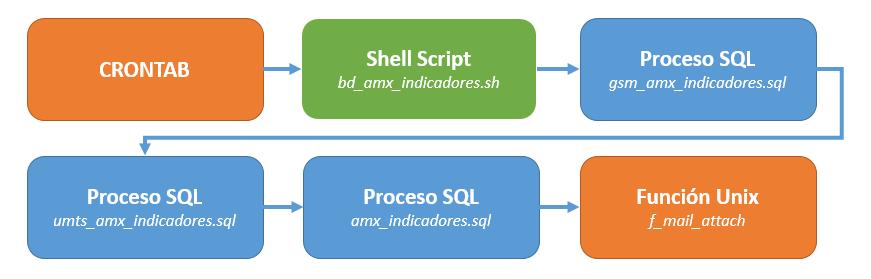 CRONTAB
Shell Script
bd_amx_indicadores.sh
Proceso SQL
gsm_amx_indicadores.sql
Proceso SQL
umts_amx_indicadores.sql
Proceso SQL
amx_indicadores.sql
Función Unix
f_mail_attach